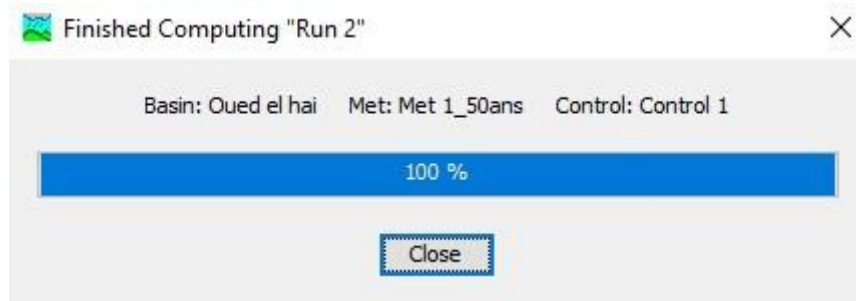 Finished Computing "Run 2"
Basin: Oued el hai Met: Met 1_50ans Control: Control 1
100 %
Close